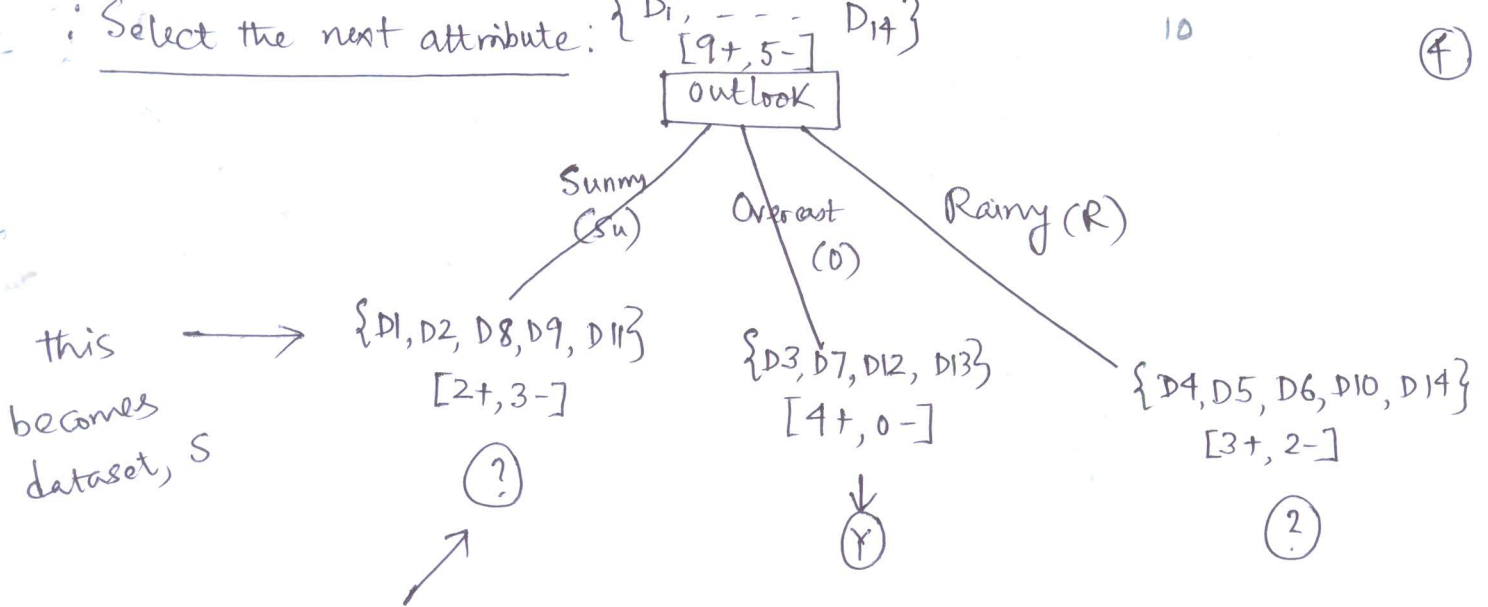 : Select the next attribute: { D1, - - - - D14}
[9+, 5-]
10
4
outlook
Sunny
(Su)
Overcast
(O)
Rainy (R)
this
becomes
dataset, S
{D1, D2, D8, D9, D11}
[2+, 3-]
?
{D3, D7, D12, D13}
[4+, 0-]
Y
{D4, D5, D6, D10, D14}
[3+, 2-]
?